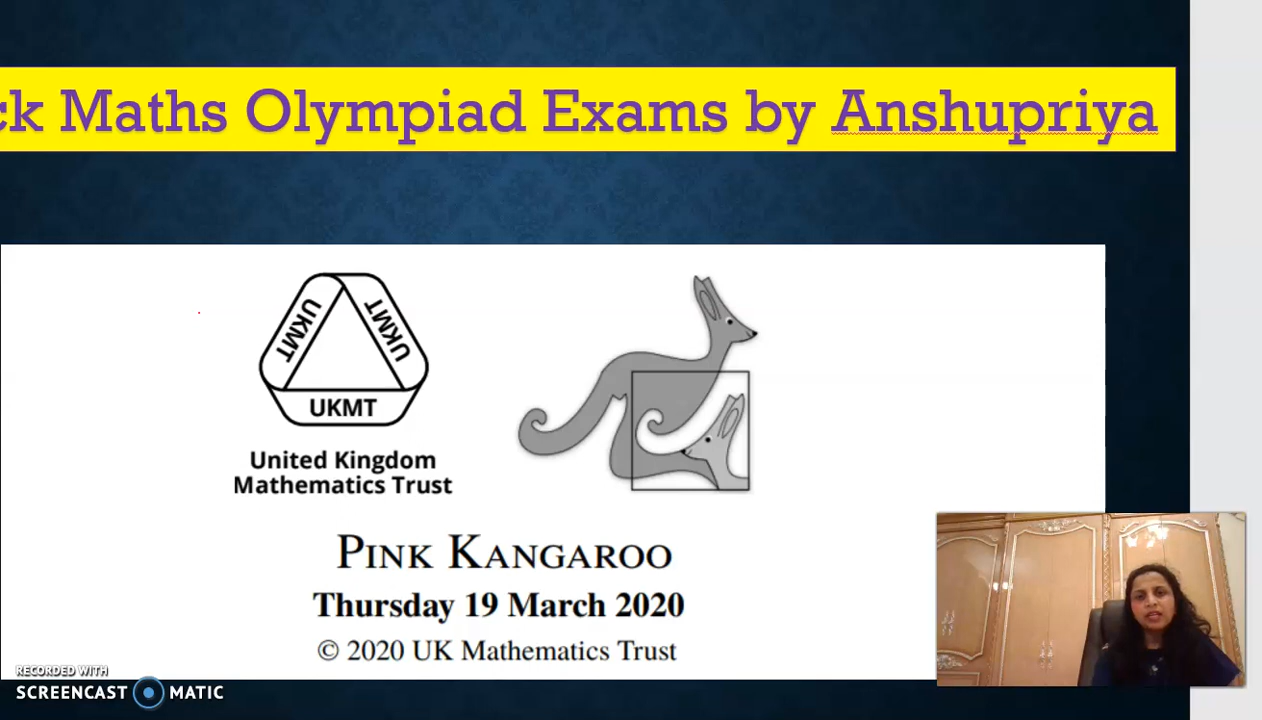 ck Maths Olympiad Exams by Anshupriya
UKMT
UKMT
UKMT
United Kingdom
Mathematics Trust
PINK KANGAROO
Thursday 19 March 2020
© 2020 UK Mathematics Trust
RECORDED WITH
SCREENCAST MATIC